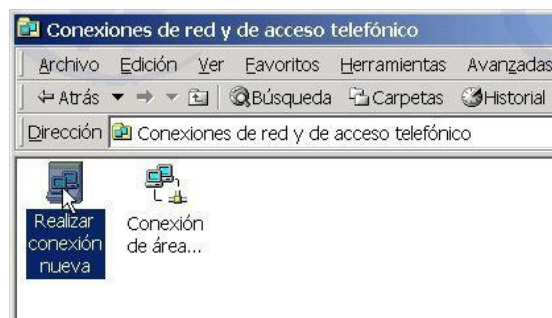 Conexiones de red y de acceso telefónico
Archivo Edición Ver Favoritos Herramientas Avanzadas
Atrás Búsqueda Carpetas Historial
Dirección Conexiones de red y de acceso telefónico
Realizar
conexión
nueva
Conexión
de área...